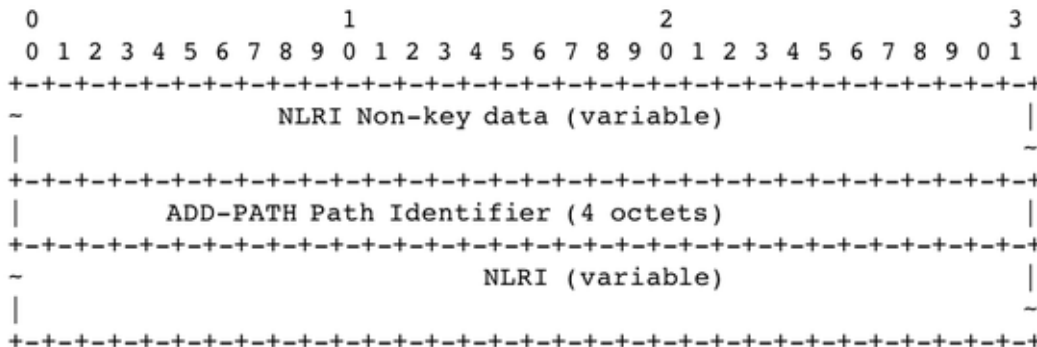 0                   1                   2                   3
 0 1 2 3 4 5 6 7 8 9 0 1 2 3 4 5 6 7 8 9 0 1 2 3 4 5 6 7 8 9 0 1
+-+-+-+-+-+-+-+-+-+-+-+-+-+-+-+-+-+-+-+-+-+-+-+-+-+-+-+-+-+-+-+-+
~                NLRI Non-key data (variable)                   |
|                                                               ~
+-+-+-+-+-+-+-+-+-+-+-+-+-+-+-+-+-+-+-+-+-+-+-+-+-+-+-+-+-+-+-+-+
|         ADD-PATH Path Identifier (4 octets)                   |
+-+-+-+-+-+-+-+-+-+-+-+-+-+-+-+-+-+-+-+-+-+-+-+-+-+-+-+-+-+-+-+-+
~                             NLRI (variable)                   |
|                                                               ~
+-+-+-+-+-+-+-+-+-+-+-+-+-+-+-+-+-+-+-+-+-+-+-+-+-+-+-+-+-+-+-+-+